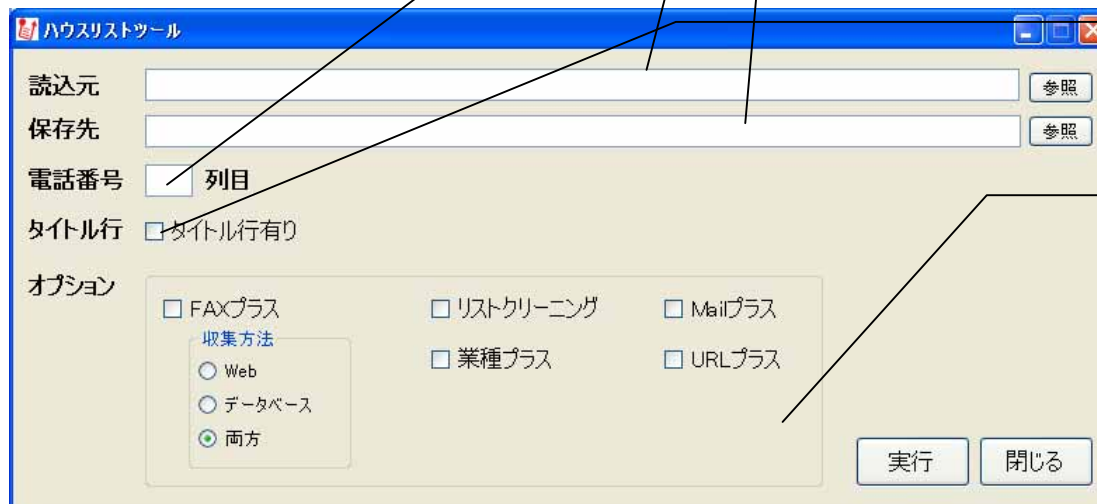 ハウスリストツール
読込元 参照
保存先 参照
電話番号 列目
タイトル行 タイトル行有り
オプション
FAXプラス リストクリーニング Mailプラス
収集方法
業種プラス URLプラス
Web
データベース
両方
実行 閉じる